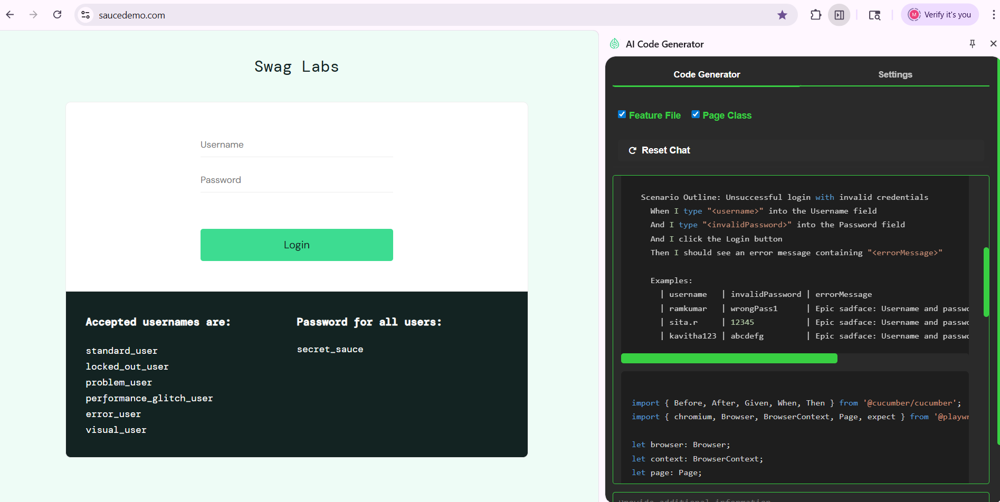 saucedemo.com
Verify it's you
M
Swag Labs
Username
Password
Login
Accepted usernames are:
standard_user
locked_out_user
problem_user
performance_glitch_user
error_user
visual_user
Password for all users:
secret_sauce
AI Code Generator
Code Generator
Settings
Feature File
Page Class
Reset Chat
Scenario Outline: Unsuccessful login with invalid credentials
When I type "<username>" into the Username field
And I type "<invalidPassword>" into the Password field
And I click the Login button
Then I should see an error message containing "<errorMessage>"
Examples:
| username | invalidPassword | errorMessage
| ramkumar | wrongPass1 | Epic sadface: Username and passwo
| sita.r | 12345 | Epic sadface: Username and passwo
| kavitha123 | abcdefg | Epic sadface: Username and passwo
import { Before, After, Given, When, Then } from '@cucumber/cucumber';
import { chromium, Browser, BrowserContext, Page, expect } from '@playwr
let browser: Browser;
let context: BrowserContext;
let page: Page;
Provide additional information